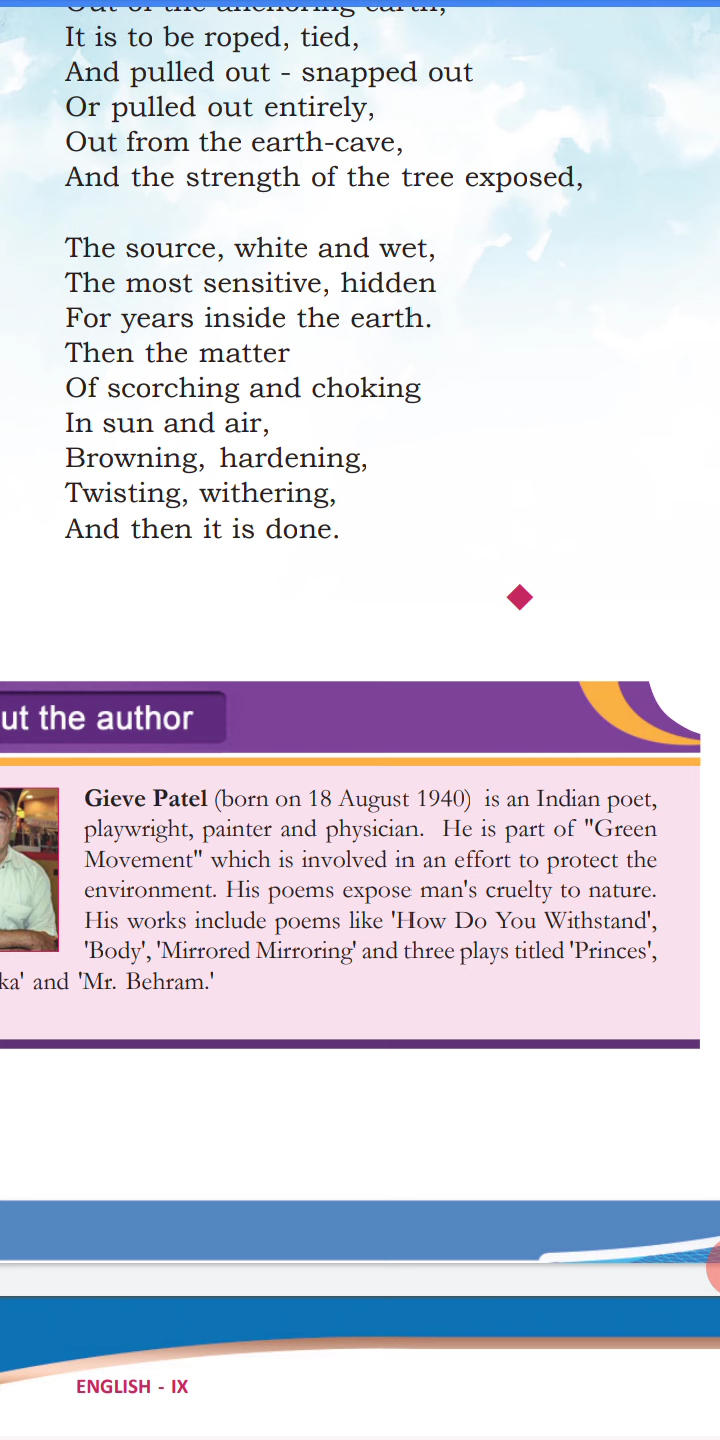 Out of the anchoring earth;
It is to be roped, tied,
And pulled out - snapped out
Or pulled out entirely,
Out from the earth-cave,
And the strength of the tree exposed,
The source, white and wet,
The most sensitive, hidden
For years inside the earth.
Then the matter
Of scorching and choking
In sun and air,
Browning, hardening,
Twisting, withering,
And then it is done.
ut the author
Gieve Patel (born on 18 August 1940) is an Indian poet,
playwright, painter and physician. He is part of "Green
Movement" which is involved in an effort to protect the
environment. His poems expose man's cruelty to nature.
His works include poems like 'How Do You Withstand',
'Body', 'Mirrored Mirroring' and three plays titled 'Princes',
ka' and 'Mr. Behram.'
ENGLISH - IX